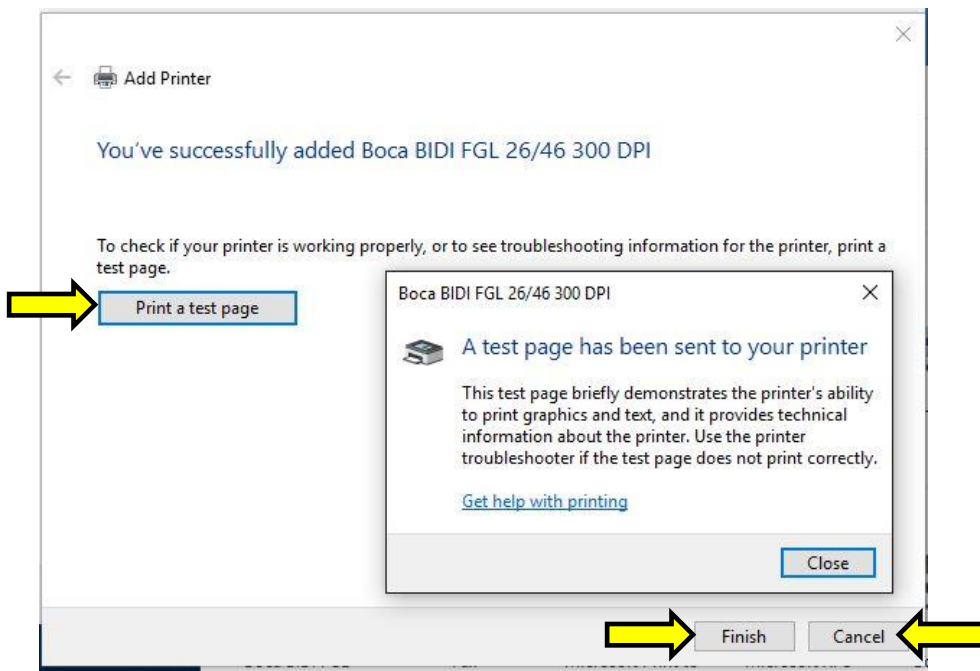 Add Printer
You've successfully added Boca BIDI FGL 26/46 300 DPI
To check if your printer is working properly, or to see troubleshooting information for the printer, print a
test page.
Print a test page
Boca BIDI FGL 26/46 300 DPI
A test page has been sent to your printer
This test page briefly demonstrates the printer's ability
to print graphics and text, and it provides technical
information about the printer. Use the printer
troubleshooter if the test page does not print correctly.
Get help with printing
Close
Finish
Cancel